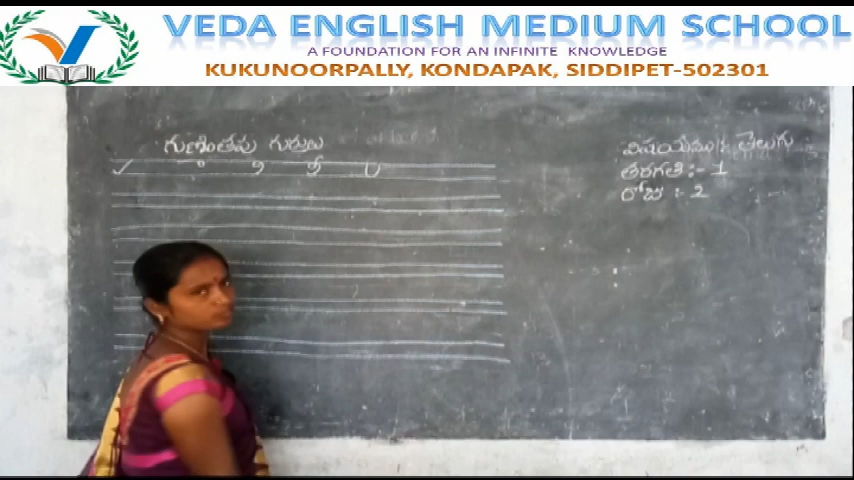 VEDA ENGLISH MEDIUM SCHOOL
A FOUNDATION FOR AN INFINITE KNOWLEDGE
KUKUNOORPALLY, KONDAPAK, SIDDIPET-502301
గుణింతపు గుర్తులు
విషయము:- తెలుగు
తరగతి :- 1
రోజు :- 2